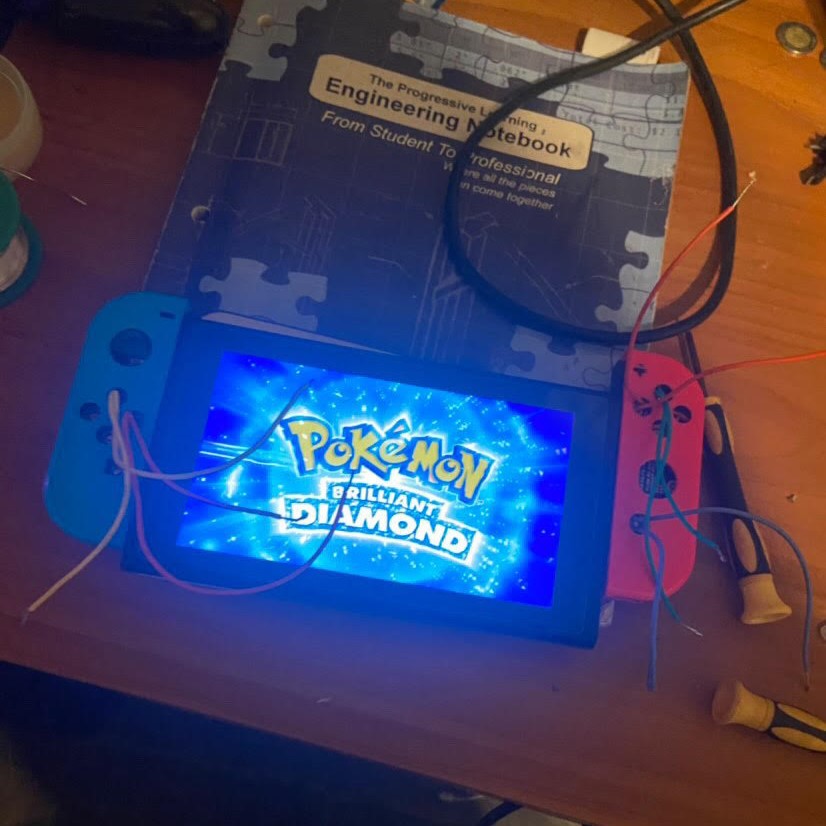 The Progressive Learning
Engineering Notebook
From Student To Professional
Where all the pieces
can come together
POKéMON
BRILLIANT
DIAMOND